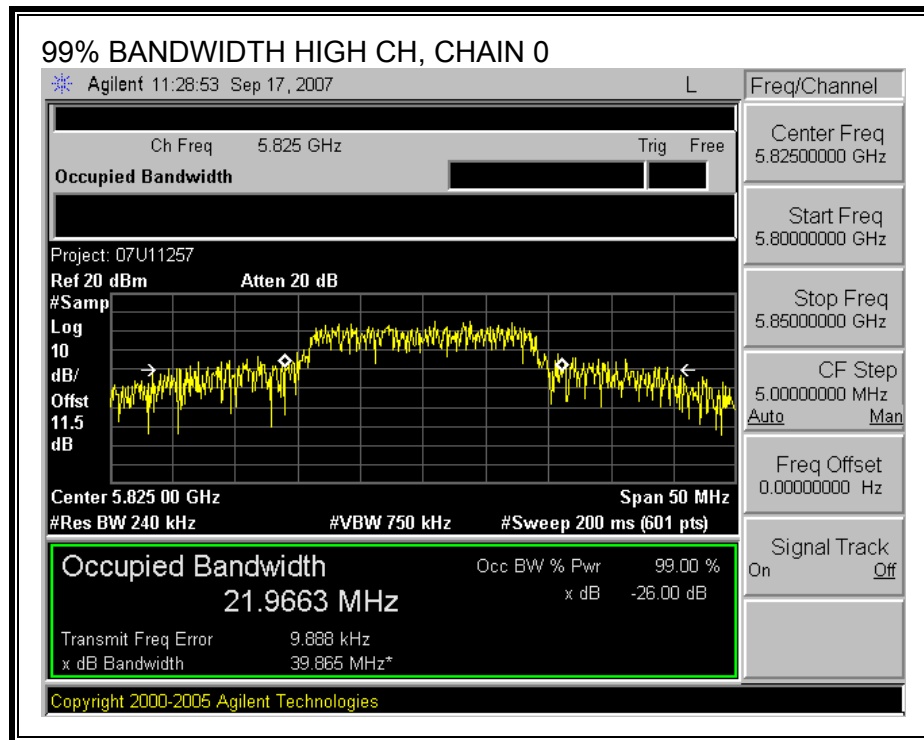 99% BANDWIDTH HIGH CH, CHAIN 0
Agilent 11:28:53 Sep 17, 2007 L
Freq/Channel
Ch Freq 5.825 GHz Trig Free
Occupied Bandwidth
Center Freq
5.82500000 GHz
Start Freq
5.80000000 GHz
Stop Freq
5.85000000 GHz
CF Step
5.00000000 MHz
Auto Man
Freq Offset
0.00000000 Hz
Signal Track
On Off
Project: 07U11257
Ref 20 dBm Atten 20 dB
#Samp
Log
10
dB/
Offst
11.5
dB
Center 5.825 00 GHz Span 50 MHz
#Res BW 240 kHz #VBW 750 kHz #Sweep 200 ms (601 pts)
Occupied Bandwidth Occ BW % Pwr 99.00 %
21.9663 MHz x dB -26.00 dB
Transmit Freq Error 9.888 kHz
x dB Bandwidth 39.865 MHz*
Copyright 2000-2005 Agilent Technologies